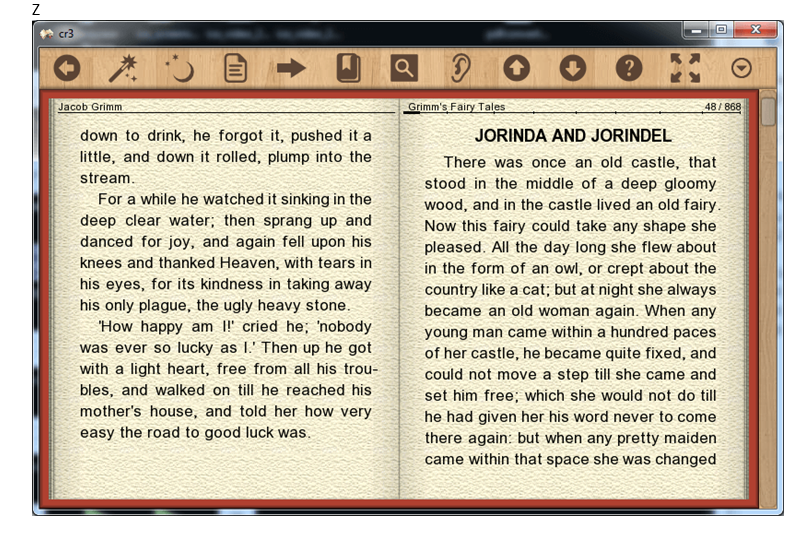 Z
cr3
Jacob Grimm
down to drink, he forgot it, pushed it a
little, and down it rolled, plump into the
stream.
For a while he watched it sinking in the
deep clear water; then sprang up and
danced for joy, and again fell upon his
knees and thanked Heaven, with tears in
his eyes, for its kindness in taking away
his only plague, the ugly heavy stone.
'How happy am I!' cried he; 'nobody
was ever so lucky as I.' Then up he got
with a light heart, free from all his trou-
bles, and walked on till he reached his
mother's house, and told her how very
easy the road to good luck was.
Grimm's Fairy Tales 48 / 868
JORINDA AND JORINDEL
There was once an old castle, that
stood in the middle of a deep gloomy
wood, and in the castle lived an old fairy.
Now this fairy could take any shape she
pleased. All the day long she flew about
in the form of an owl, or crept about the
country like a cat; but at night she always
became an old woman again. When any
young man came within a hundred paces
of her castle, he became quite fixed, and
could not move a step till she came and
set him free; which she would not do till
he had given her his word never to come
there again: but when any pretty maiden
came within that space she was changed